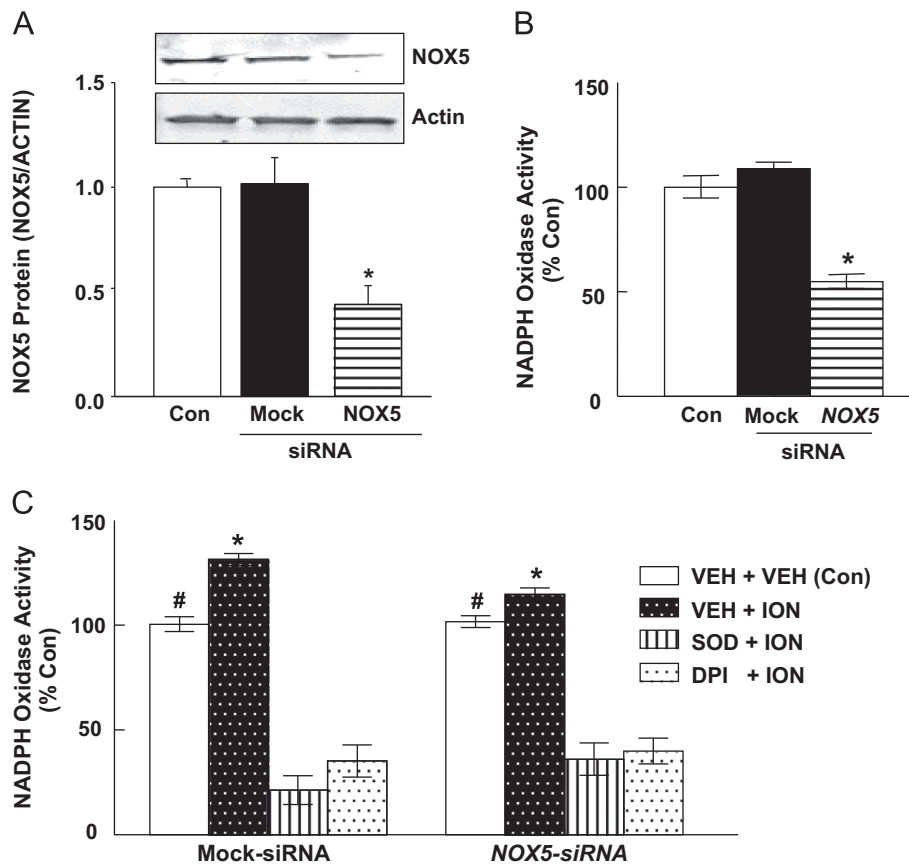 A
NOX5
Actin
NOX5 Protein (NOX5/ACTIN)
1.5
1.0
0.5
0.0
*
Con Mock NOX5
siRNA
B
NADPH Oxidase Activity
(% Con)
150
100
50
0
*
Con Mock NOX5
siRNA
C
NADPH Oxidase Activity
(% Con)
150
100
50
0
# * # *
Mock-siRNA NOX5-siRNA
VEH + VEH (Con)
VEH + ION
SOD + ION
DPI + ION